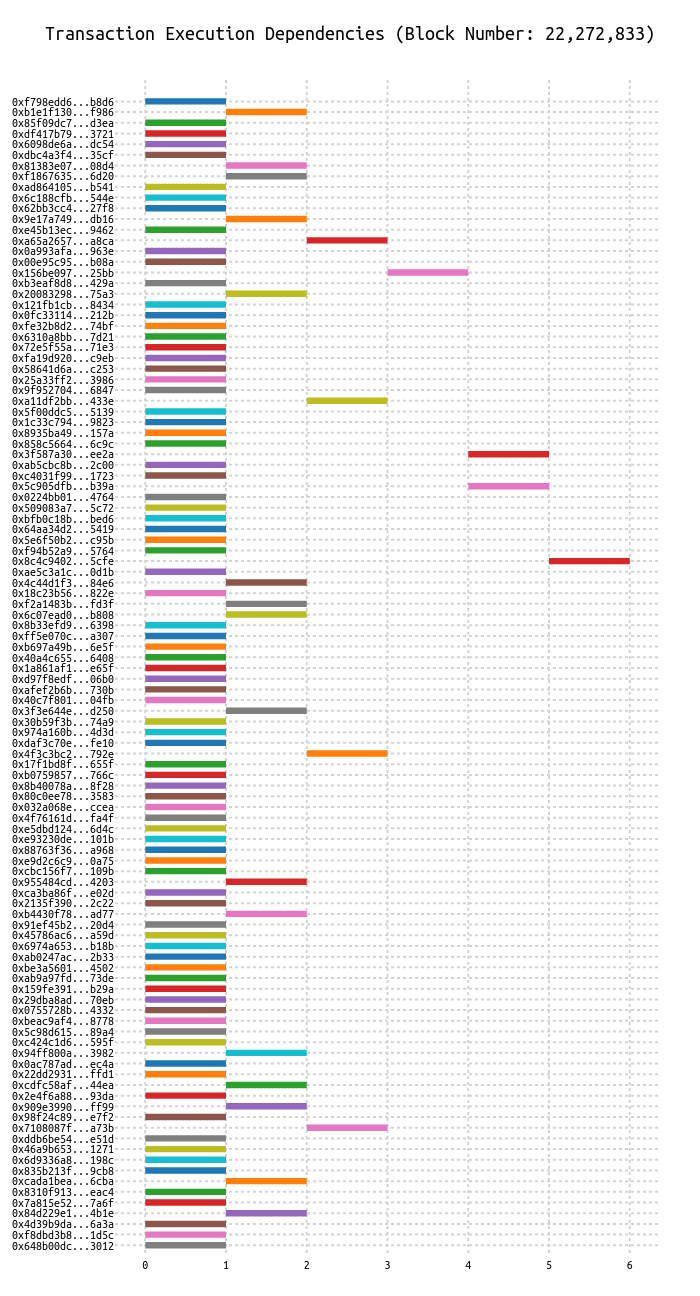 Transaction Execution Dependencies (Block Number: 22,272,833)
0xf798edd6...b8d6
0xb1e1f130...f986
0x85f09dc7...d3ea
0xdf417b79...3721
0x6098de6a...dc54
0xdbc4a3f4...35cf
0x81383e07...08d4
0xf1867635...6d20
0xad864105...b541
0x6c188cfb...544e
0x62bb3cc4...27f8
0x9e17a749...db16
0xe45b13ec...9462
0xa65a2657...a8ca
0x0a993afa...963e
0x00e95c95...b08a
0x156be097...25bb
0xb3eaf8d8...429a
0x20083298...75a3
0x121fb1cb...8434
0x0fc33114...212b
0xfe32b8d2...74bf
0x6310a8bb...7d21
0x72e5f55a...71e3
0xfa19d920...c9eb
0x58641d6a...c253
0x25a33ff2...3986
0x9f952704...6847
0xa11df2bb...433e
0x5f00ddc5...5139
0x1c33c794...9823
0x8935ba49...157a
0x858c5664...6c9c
0x3f587a30...ee2a
0xab5cbc8b...2c00
0xc4031f99...1723
0x5c905dfb...b39a
0x0224bb01...4764
0x509083a7...5c72
0xbfb0c18b...bed6
0x64aa34d2...5419
0x5e6f50b2...c95b
0xf94b52a9...5764
0x8c4c9402...5cfe
0xae5c3a1c...0d1b
0x4c44d1f3...84e6
0x18c23b56...822e
0xf2a1483b...fd3f
0x6c07ead0...b808
0x8b33efd9...6398
0xff5e070c...a307
0xb697a49b...6e5f
0x40a4c655...6408
0x1a861af1...e65f
0xd97f8edf...06b0
0xafef2b6b...730b
0x40c7f801...04fb
0x3f3e644e...d250
0x30b59f3b...74a9
0x974a160b...4d3d
0xdaf3c70e...fe10
0x4f3c3bc2...792e
0x17f1bd8f...655f
0xb0759857...766c
0x8b40078a...8f28
0x80c0ee78...3583
0x032a068e...ccea
0x4f76161d...fa4f
0xe5dbd124...6d4c
0xe93230de...101b
0x88763f36...a968
0xe9d2c6c9...0a75
0xcbc156f7...109b
0x955484cd...4203
0xca3ba86f...e02d
0x2135f390...2c22
0xb4430f78...ad77
0x91ef45b2...20d4
0x45786ac6...a59d
0x6974a653...b18b
0xab0247ac...2b33
0xbe3a5601...4502
0xab9a97fd...73de
0x159fe391...b29a
0x29dba8ad...70eb
0x0755728b...4332
0xbeac9af4...8778
0x5c98d615...89a4
0xc424c1d6...595f
0x94ff800a...3982
0x0ac787ad...ec4a
0x22dd2931...ffd1
0xcdfc58af...44ea
0x2e4f6a88...93da
0x909e3990...ff99
0x98f24c89...e7f2
0x7108087f...a73b
0xddb6be54...e51d
0x46a9b653...1271
0x6d9336a8...198c
0x835b213f...9cb8
0xcada1bea...6cba
0x8310f913...eac4
0x7a815e52...7a6f
0x84d229e1...4b1e
0x4d39b9da...6a3a
0xf8dbd3b8...1d5c
0x648b00dc...3012
0 1 2 3 4 5 6